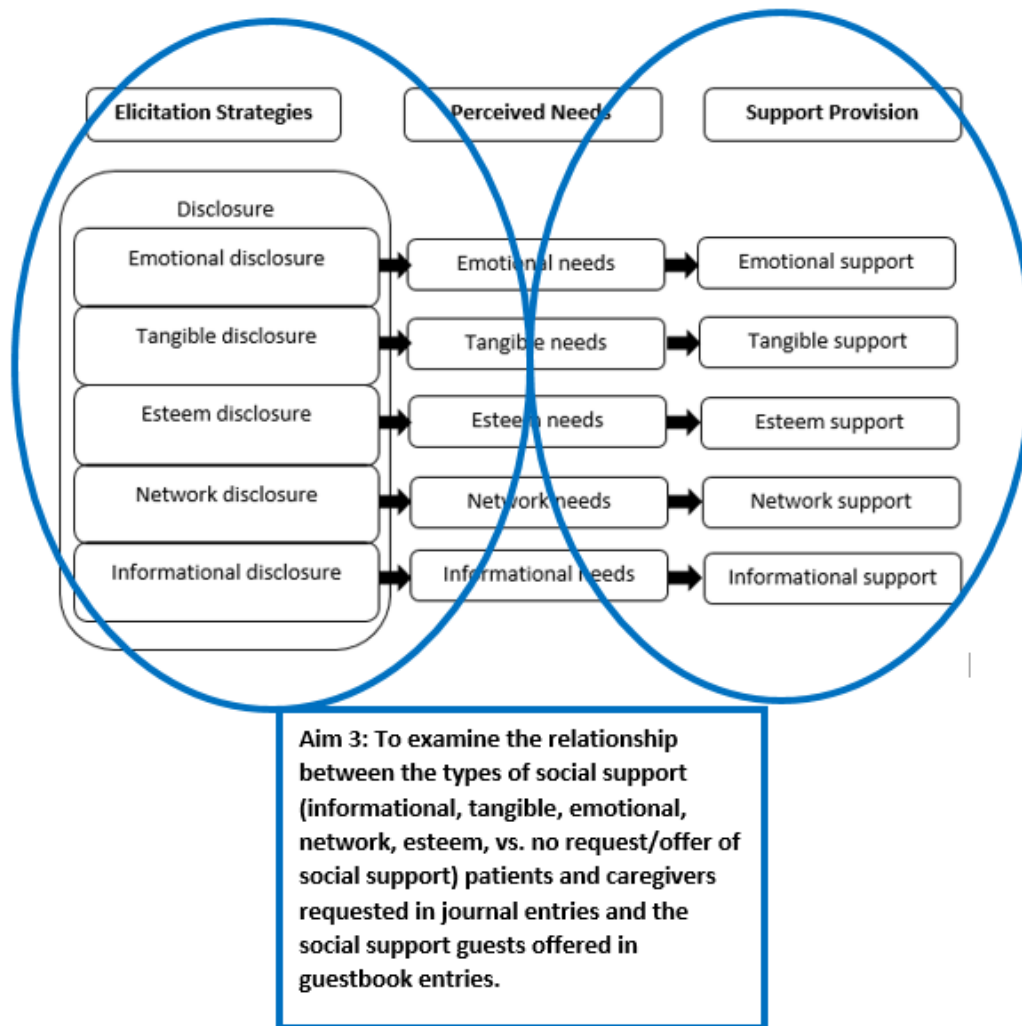 Elicitation Strategies
Perceived Needs
Support Provision
Disclosure
Emotional disclosure
Emotional needs
Emotional support
Tangible disclosure
Tangible needs
Tangible support
Esteem disclosure
Esteem needs
Esteem support
Network disclosure
Network needs
Network support
Informational disclosure
Informational needs
Informational support
Aim 3: To examine the relationship
between the types of social support
(informational, tangible, emotional,
network, esteem, vs. no request/offer of
social support) patients and caregivers
requested in journal entries and the
social support guests offered in
guestbook entries.